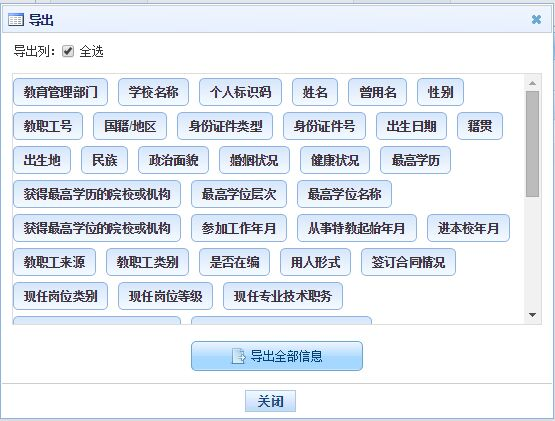 导出
导出列： 全选
教育管理部门 学校名称 个人标识码 姓名 曾用名 性别
教职工号 国籍/地区 身份证件类型 身份证件号 出生日期 籍贯
出生地 民族 政治面貌 婚姻状况 健康状况 最高学历
获得最高学历的院校或机构 最高学位层次 最高学位名称
获得最高学位的院校或机构 参加工作年月 从事特教起始年月 进本校年月
教职工来源 教职工类别 是否在编 用人形式 签订合同情况
现任岗位类别 现任岗位等级 现任专业技术职务
导出全部信息
关闭